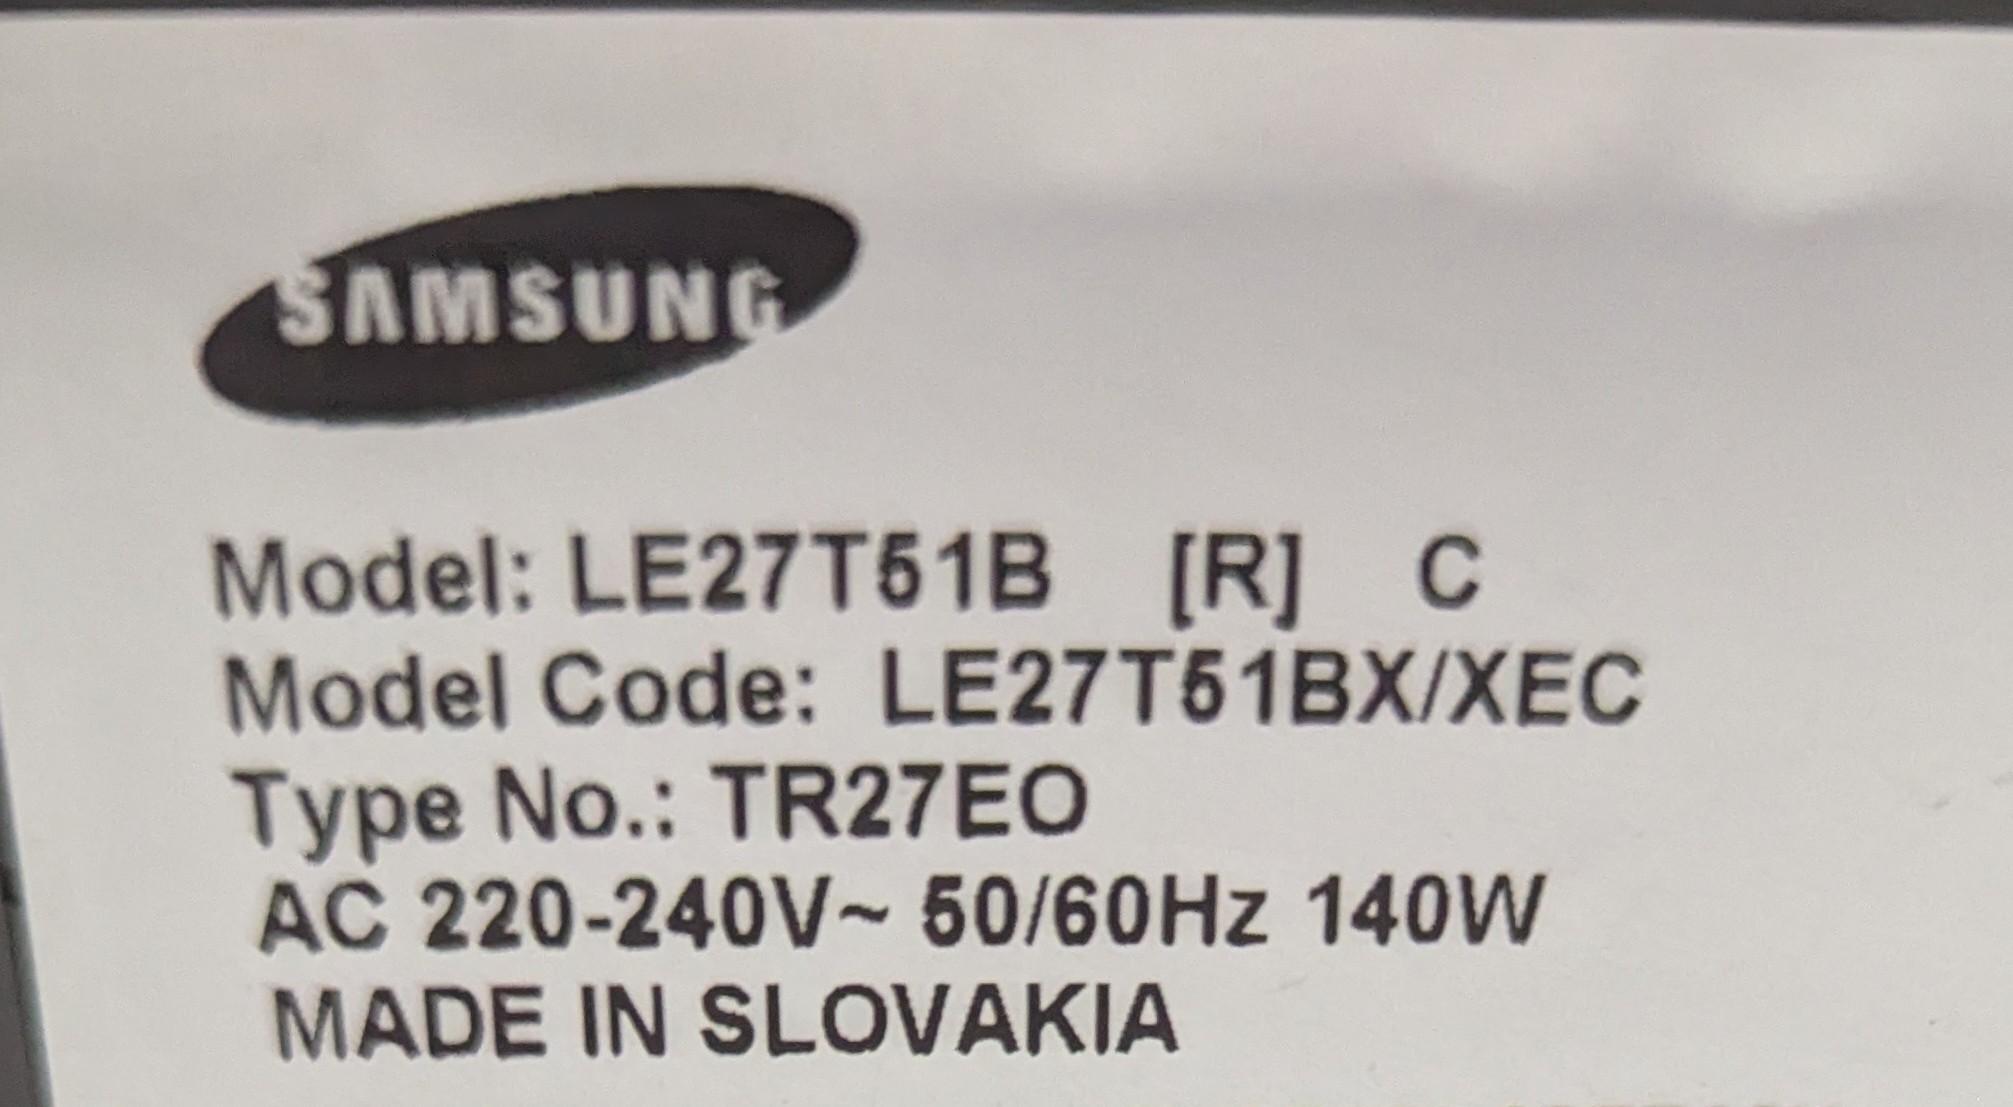 SAMSUNG
Model: LE27T51B [R] C
Model Code: LE27T51BX/XEC
Type No.: TR27EO
AC 220-240V~ 50/60Hz 140W
MADE IN SLOVAKIA